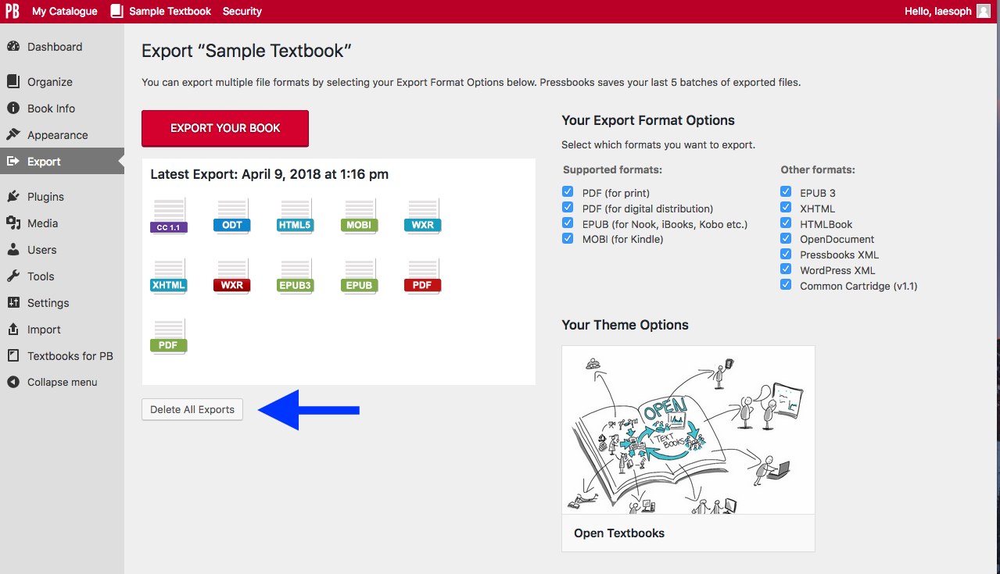 PB My Catalogue Sample Textbook Security Hello, laesoph
Dashboard
Organize
Book Info
Appearance
Export
Plugins
Media
Users
Tools
Settings
Import
Textbooks for PB
Collapse menu
Export “Sample Textbook”
You can export multiple file formats by selecting your Export Format Options below. Pressbooks saves your last 5 batches of exported files.
EXPORT YOUR BOOK
Latest Export: April 9, 2018 at 1:16 pm
CC 1.1 ODT HTML5 MOBI WXR
XHTML WXR EPUB3 EPUB PDF
PDF
Delete All Exports
Your Export Format Options
Select which formats you want to export.
Supported formats:
PDF (for print)
PDF (for digital distribution)
EPUB (for Nook, iBooks, Kobo etc.)
MOBI (for Kindle)
Other formats:
EPUB 3
XHTML
HTMLBook
OpenDocument
Pressbooks XML
WordPress XML
Common Cartridge (v1.1)
Your Theme Options
OPEN
TEXT
BOOKS
Open Textbooks